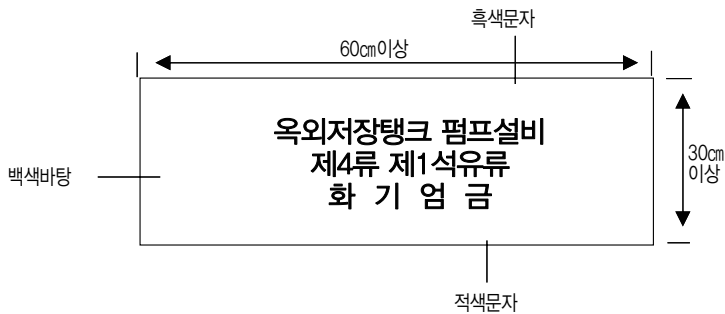 흑색문자
60㎝이상
옥외저장탱크 펌프설비
제4류 제1석유류
화 기 엄 금
백색바탕
30㎝
이상
적색문자